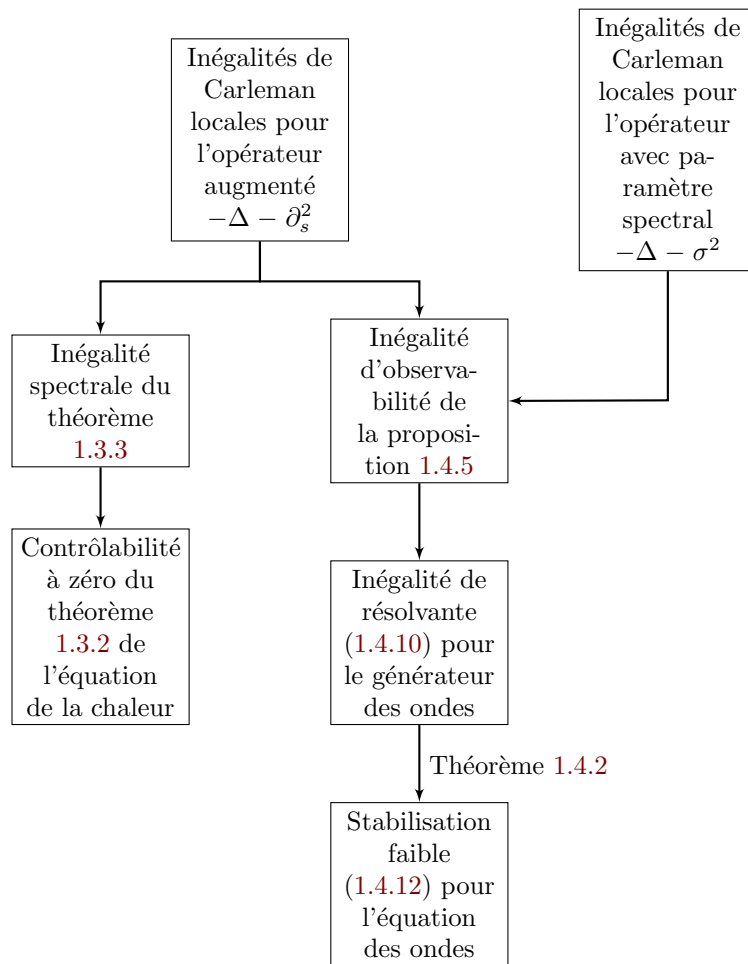 Inégalités de
Carleman
locales pour
l'opérateur
augmenté
−Δ − ∂²ₛ
Inégalités de
Carleman
locales pour
l'opérateur
avec pa-
ramètre
spectral
−Δ − σ²
Inégalité
spectrale du
théorème
1.3.3
Inégalité
d'observa-
bilité de
la proposi-
tion 1.4.5
Contrôlabilité
à zéro du
théorème
1.3.2 de
l'équation
de la chaleur
Inégalité de
résolvante
(1.4.10) pour
le générateur
des ondes
Théorème 1.4.2
Stabilisation
faible
(1.4.12) pour
l'équation
des ondes